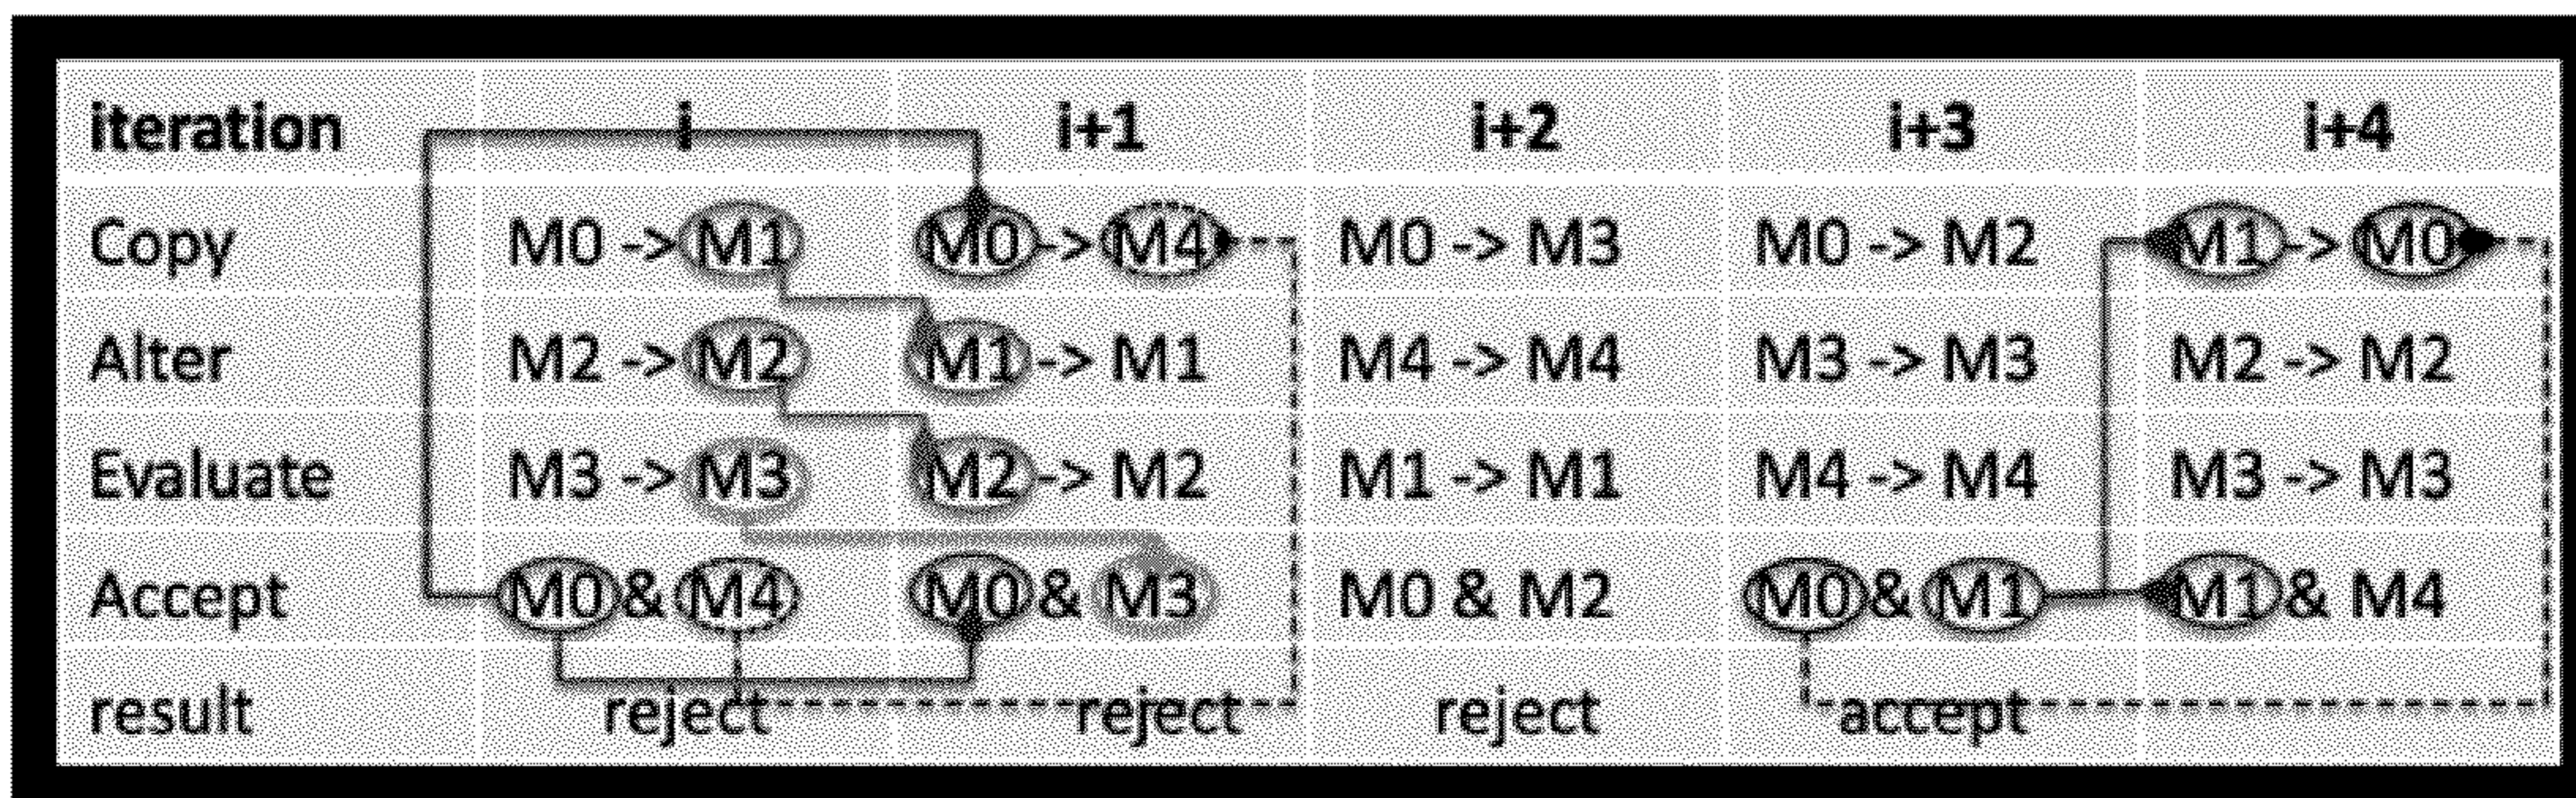 iteration i i+1 i+2 i+3 i+4
Copy M0 -> M1 M0 -> M4 M0 -> M3 M0 -> M2 M1 -> M0
Alter M2 -> M2 M1 -> M1 M4 -> M4 M3 -> M3 M2 -> M2
Evaluate M3 -> M3 M2 -> M2 M1 -> M1 M4 -> M4 M3 -> M3
Accept M0 & M4 M0 & M3 M0 & M2 M0 & M1 M1 & M4
result reject reject reject accept